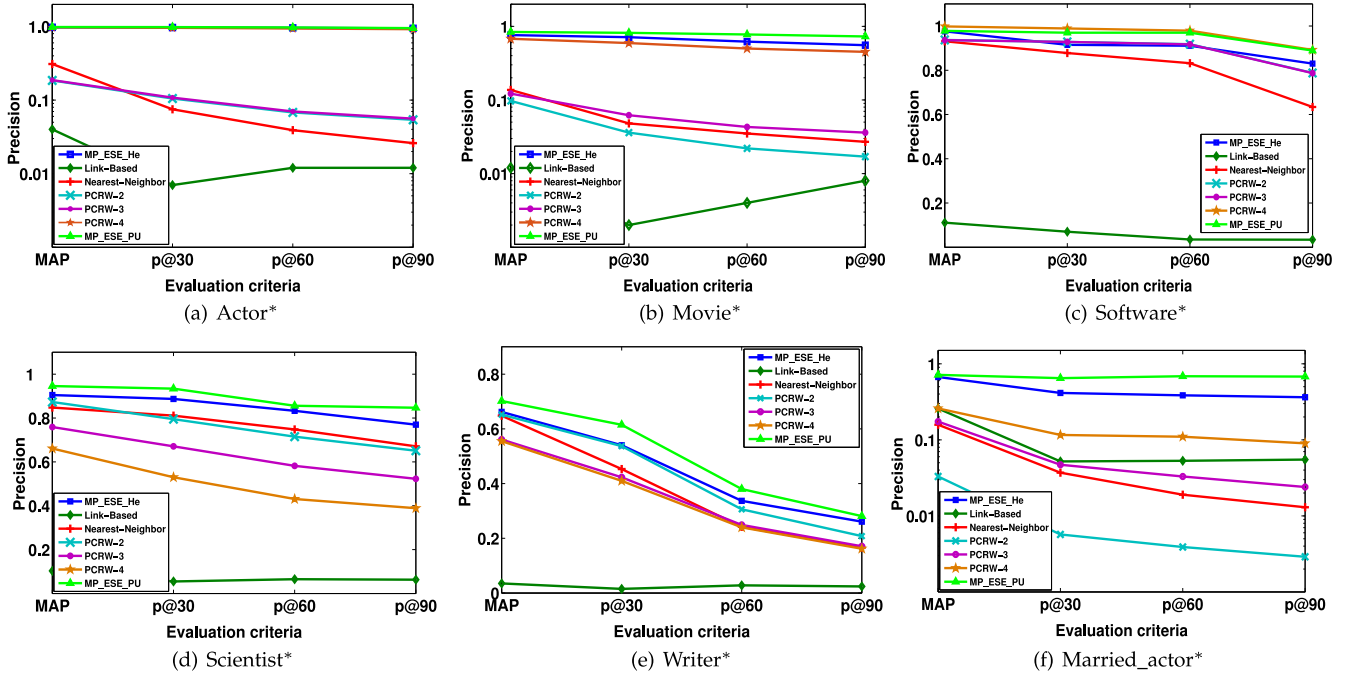 1.0
0.1
0.01
Precision
MP_ESE_He
Link-Based
Nearest-Neighbor
PCRW-2
PCRW-3
PCRW-4
MP_ESE_PU
MAP p@30 p@60 p@90
Evaluation criteria
(a) Actor*
1
0.1
0.01
Precision
MP_ESE_He
Link-Based
Nearest-Neighbor
PCRW-2
PCRW-3
PCRW-4
MP_ESE_PU
MAP p@30 p@60 p@90
Evaluation criteria
(b) Movie*
1
0.8
0.6
0.4
0.2
Precision
MP_ESE_He
Link-Based
Nearest-Neighbor
PCRW-2
PCRW-3
PCRW-4
MP_ESE_PU
MAP p@30 p@60 p@90
Evaluation criteria
(c) Software*
1
0.8
0.6
0.4
0.2
Precision
MP_ESE_He
Link-Based
Nearest-Neighbor
PCRW-2
PCRW-3
PCRW-4
MP_ESE_PU
MAP p@30 p@60 p@90
Evaluation criteria
(d) Scientist*
0.8
0.6
0.4
0.2
0
Precision
MP_ESE_He
Link-Based
Nearest-Neighbor
PCRW-2
PCRW-3
PCRW-4
MP_ESE_PU
MAP p@30 p@60 p@90
Evaluation criteria
(e) Writer*
1
0.1
0.01
Precision
MP_ESE_He
Link-Based
Nearest-Neighbor
PCRW-2
PCRW-3
PCRW-4
MP_ESE_PU
MAP p@30 p@60 p@90
Evaluation criteria
(f) Married_actor*